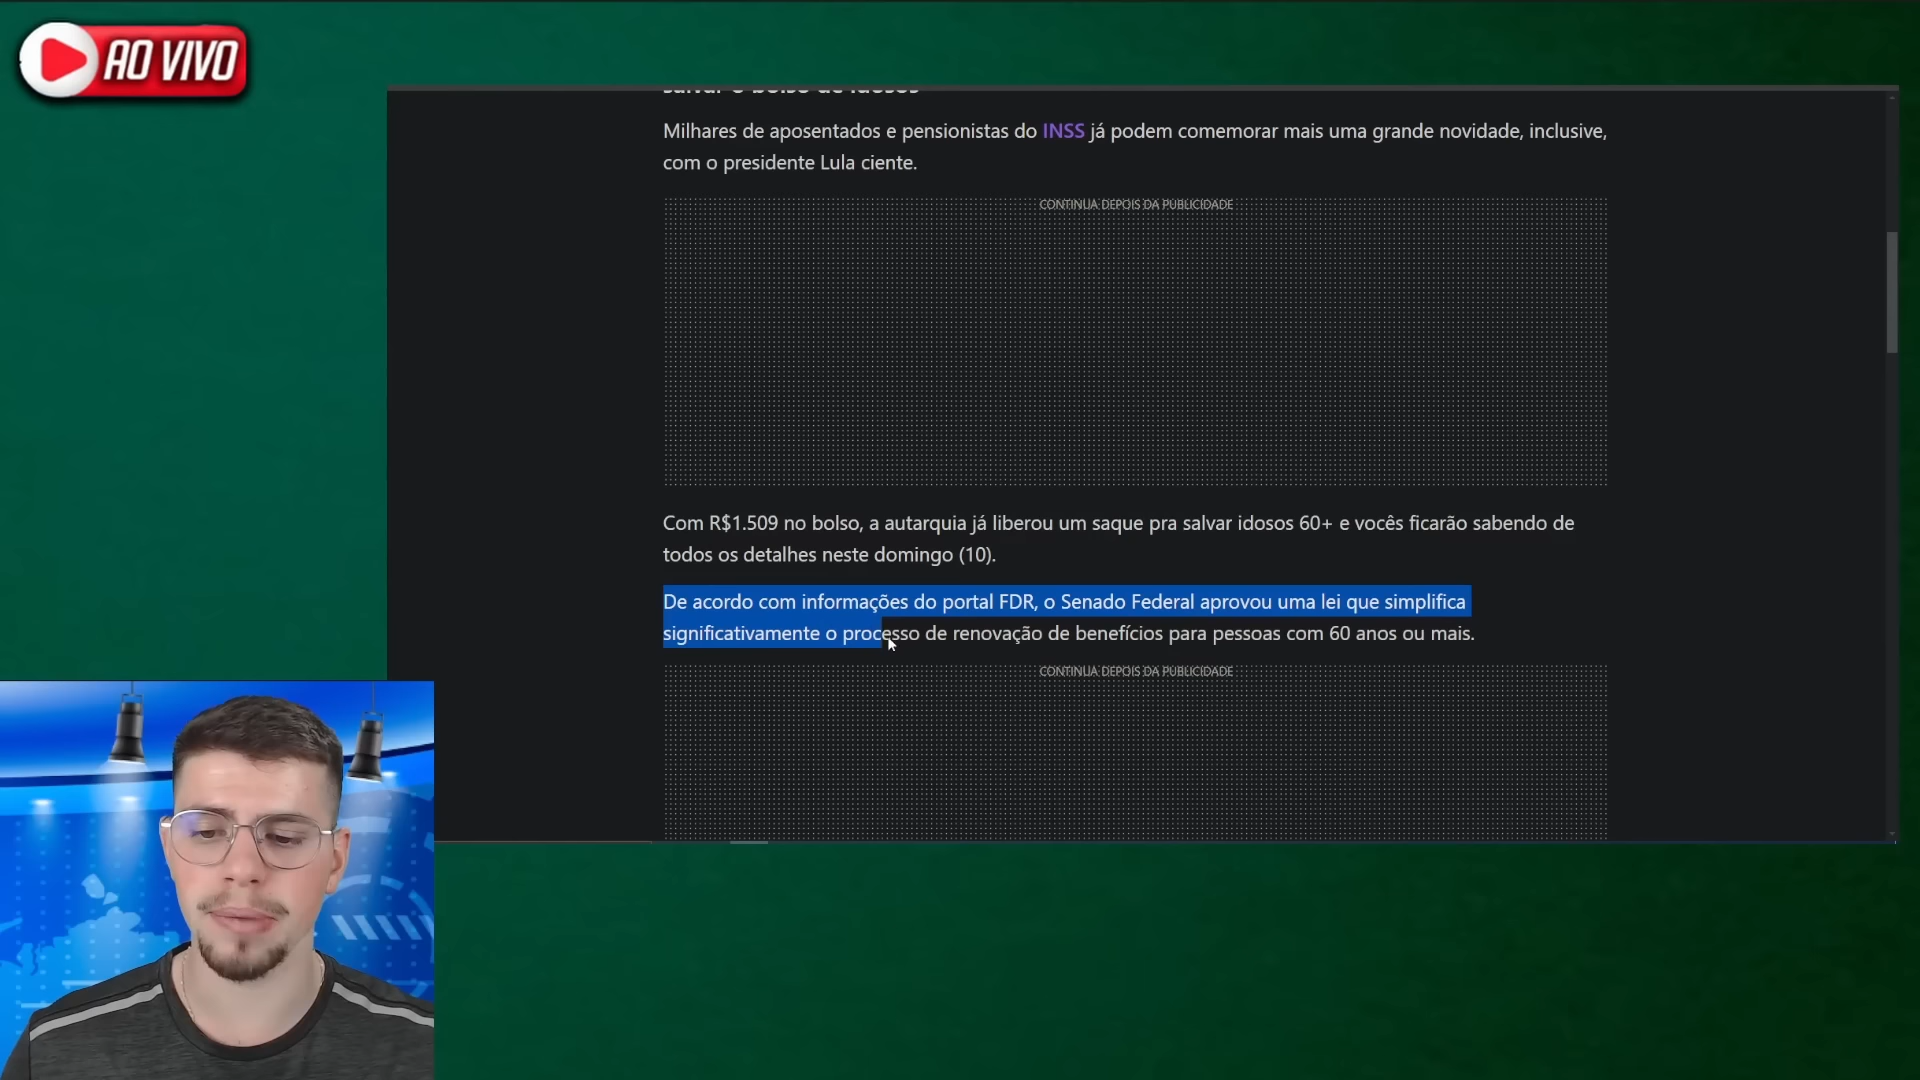 AO VIVO
salvar o bolso de idosos
Milhares de aposentados e pensionistas do INSS já podem comemorar mais uma grande novidade, inclusive,
com o presidente Lula ciente.
CONTINUA DEPOIS DA PUBLICIDADE
Com R$1.509 no bolso, a autarquia já liberou um saque pra salvar idosos 60+ e vocês ficarão sabendo de
todos os detalhes neste domingo (10).
De acordo com informações do portal FDR, o Senado Federal aprovou uma lei que simplifica
significativamente o processo de renovação de benefícios para pessoas com 60 anos ou mais.
CONTINUA DEPOIS DA PUBLICIDADE